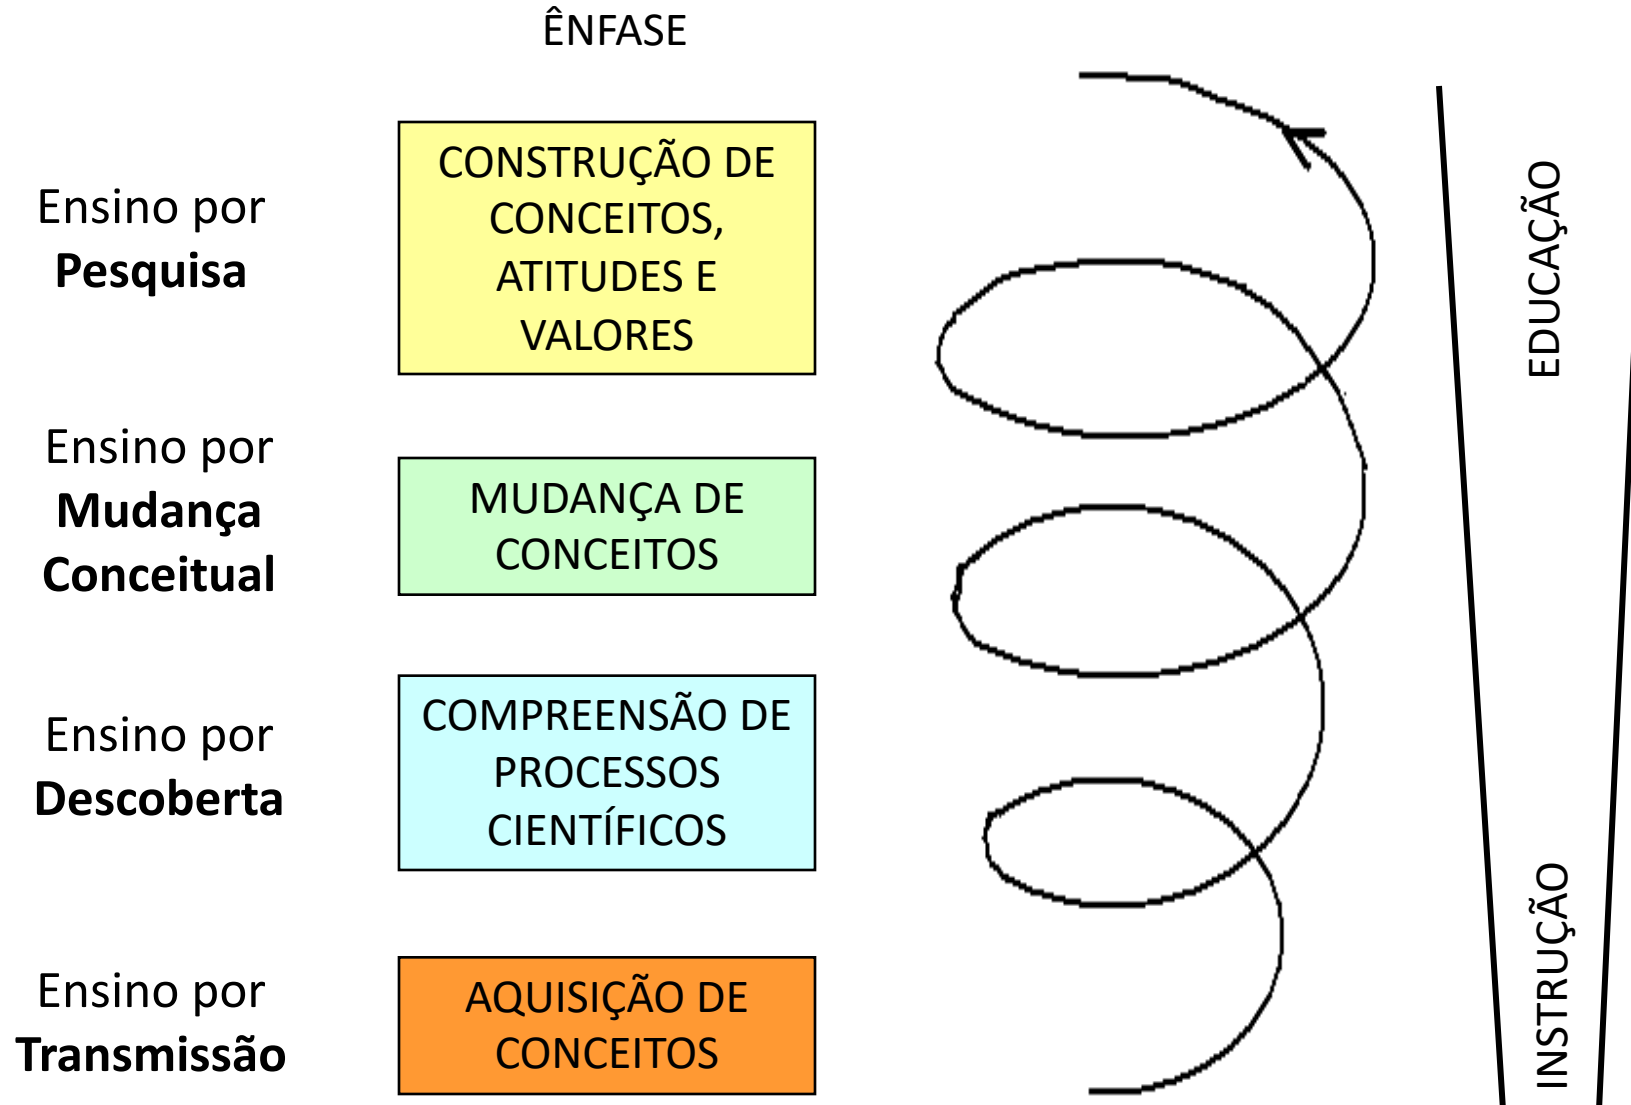 ÊNFASE
Ensino por
Pesquisa
CONSTRUÇÃO DE
CONCEITOS,
ATITUDES E
VALORES
Ensino por
Mudança
Conceitual
MUDANÇA DE
CONCEITOS
Ensino por
Descoberta
COMPREENSÃO DE
PROCESSOS
CIENTÍFICOS
Ensino por
Transmissão
AQUISIÇÃO DE
CONCEITOS
EDUCAÇÃO
INSTRUÇÃO